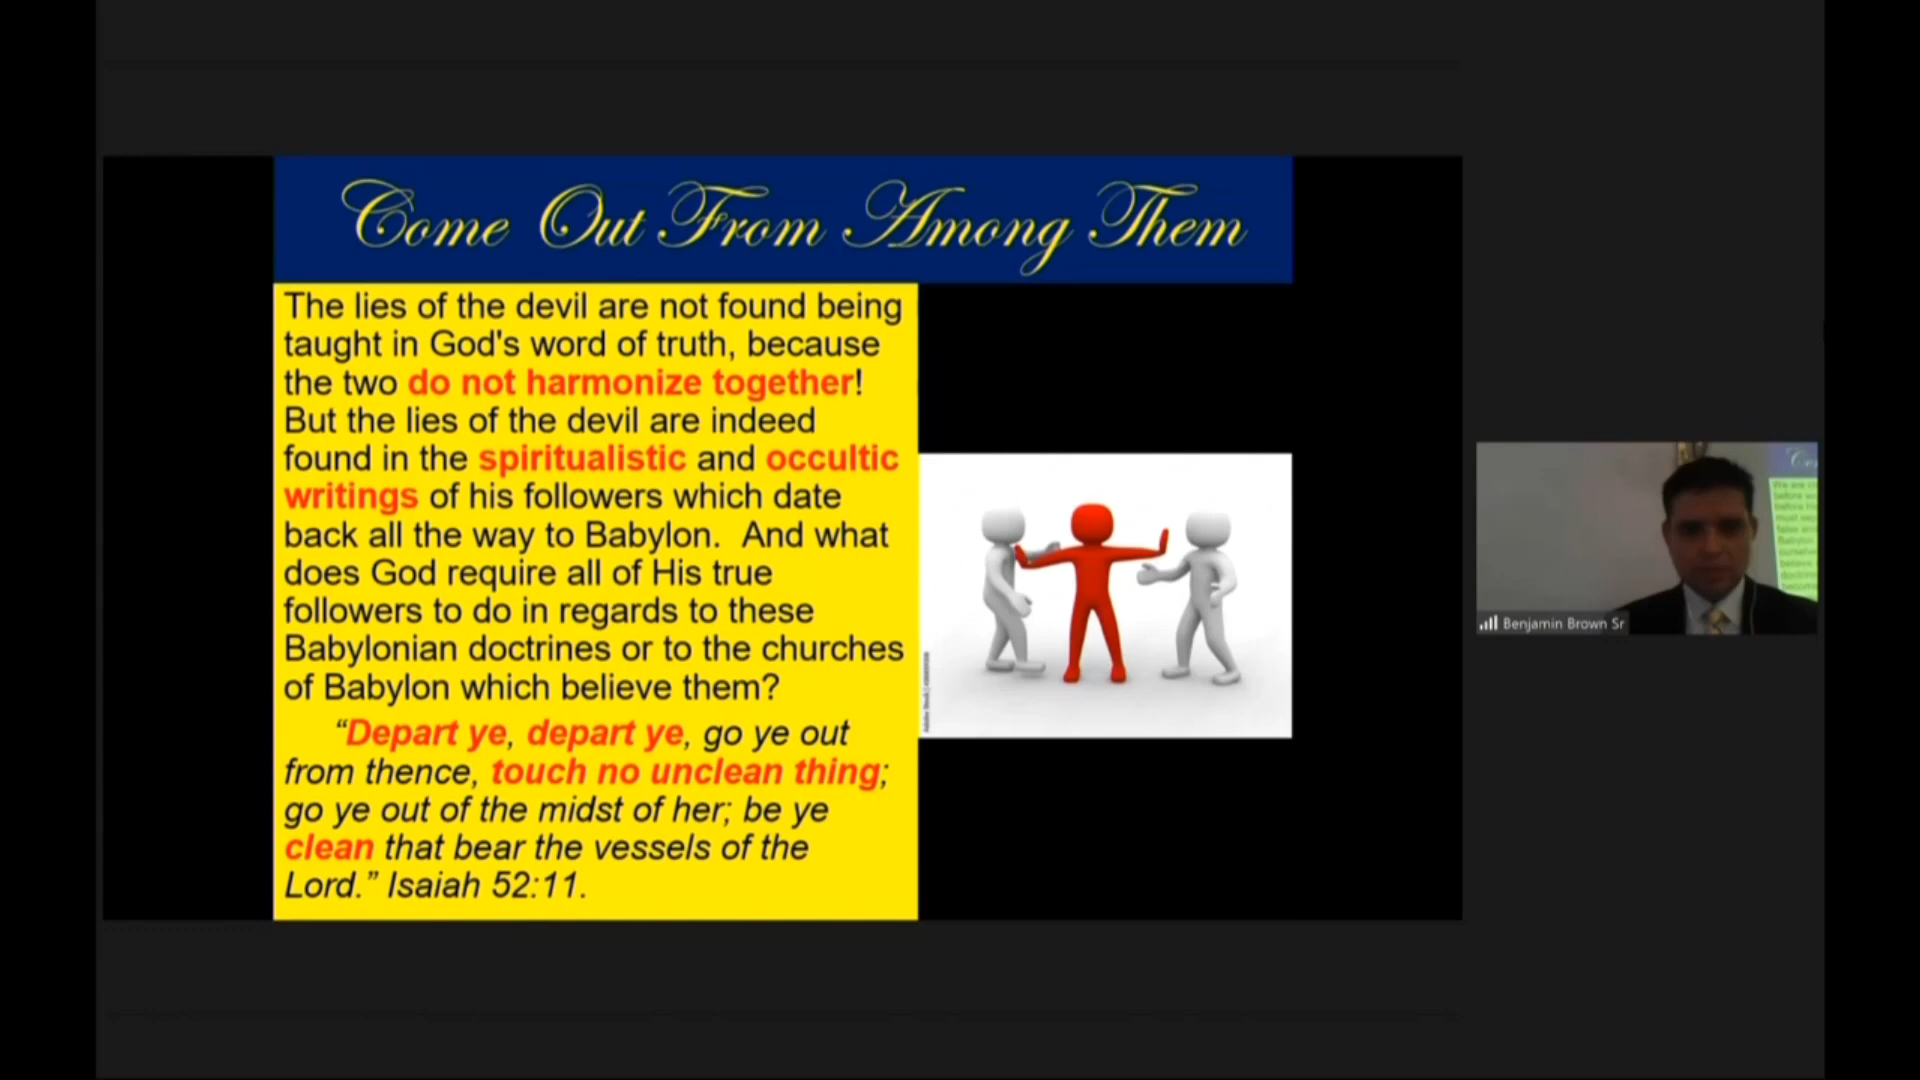 Come Out From Among Them
The lies of the devil are not found being
taught in God's word of truth, because
the two do not harmonize together!
But the lies of the devil are indeed
found in the spiritualistic and occultic
writings of his followers which date
back all the way to Babylon.  And what
does God require all of His true
followers to do in regards to these
Babylonian doctrines or to the churches
of Babylon which believe them?
“Depart ye, depart ye, go ye out
from thence, touch no unclean thing;
go ye out of the midst of her; be ye
clean that bear the vessels of the
Lord.” Isaiah 52:11.
Benjamin Brown Sr